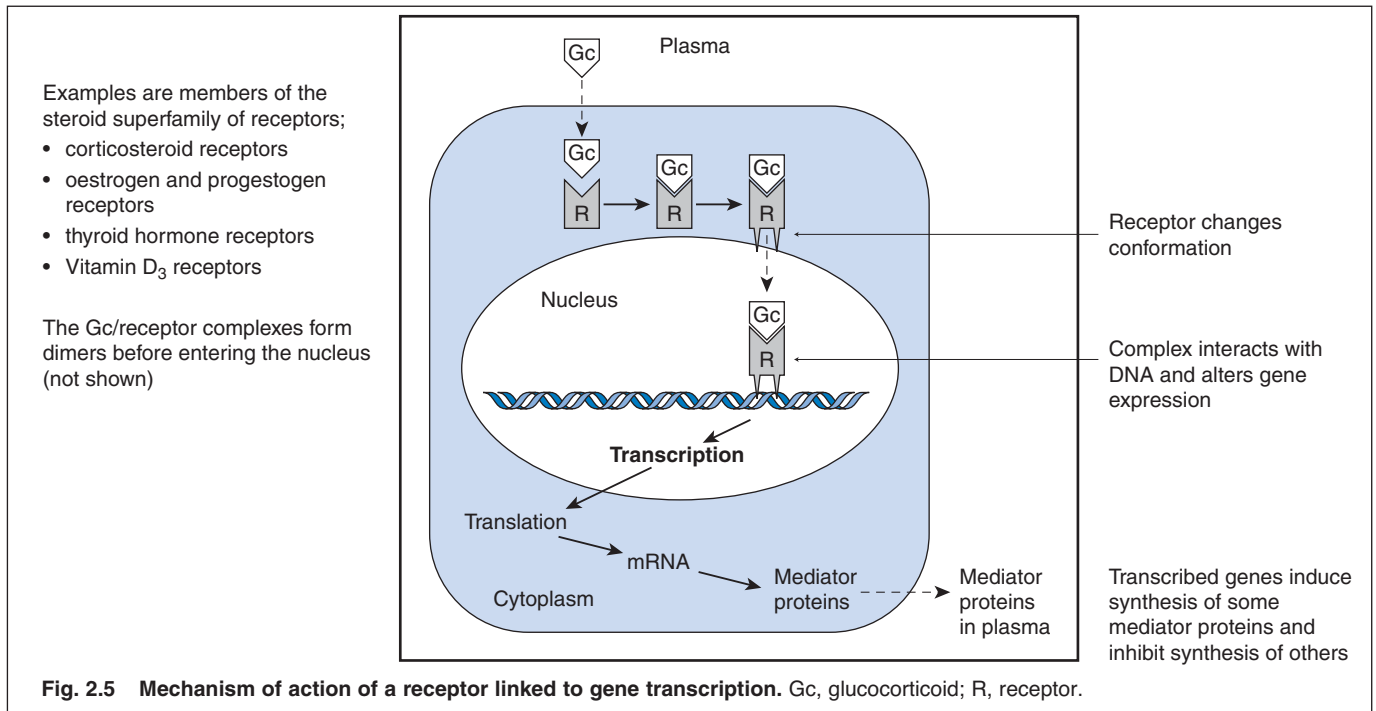 Examples are members of the
steroid superfamily of receptors;
• corticosteroid receptors
• oestrogen and progestogen
receptors
• thyroid hormone receptors
• Vitamin D3 receptors
The Gc/receptor complexes form
dimers before entering the nucleus
(not shown)
Plasma
Gc
Gc
R
Gc
R
Gc
R
Receptor changes
conformation
Nucleus
Gc
R
Complex interacts with
DNA and alters gene
expression
Transcription
Translation
mRNA
Mediator
proteins
Cytoplasm
Mediator
proteins
in plasma
Transcribed genes induce
synthesis of some
mediator proteins and
inhibit synthesis of others
Fig. 2.5 Mechanism of action of a receptor linked to gene transcription. Gc, glucocorticoid; R, receptor.